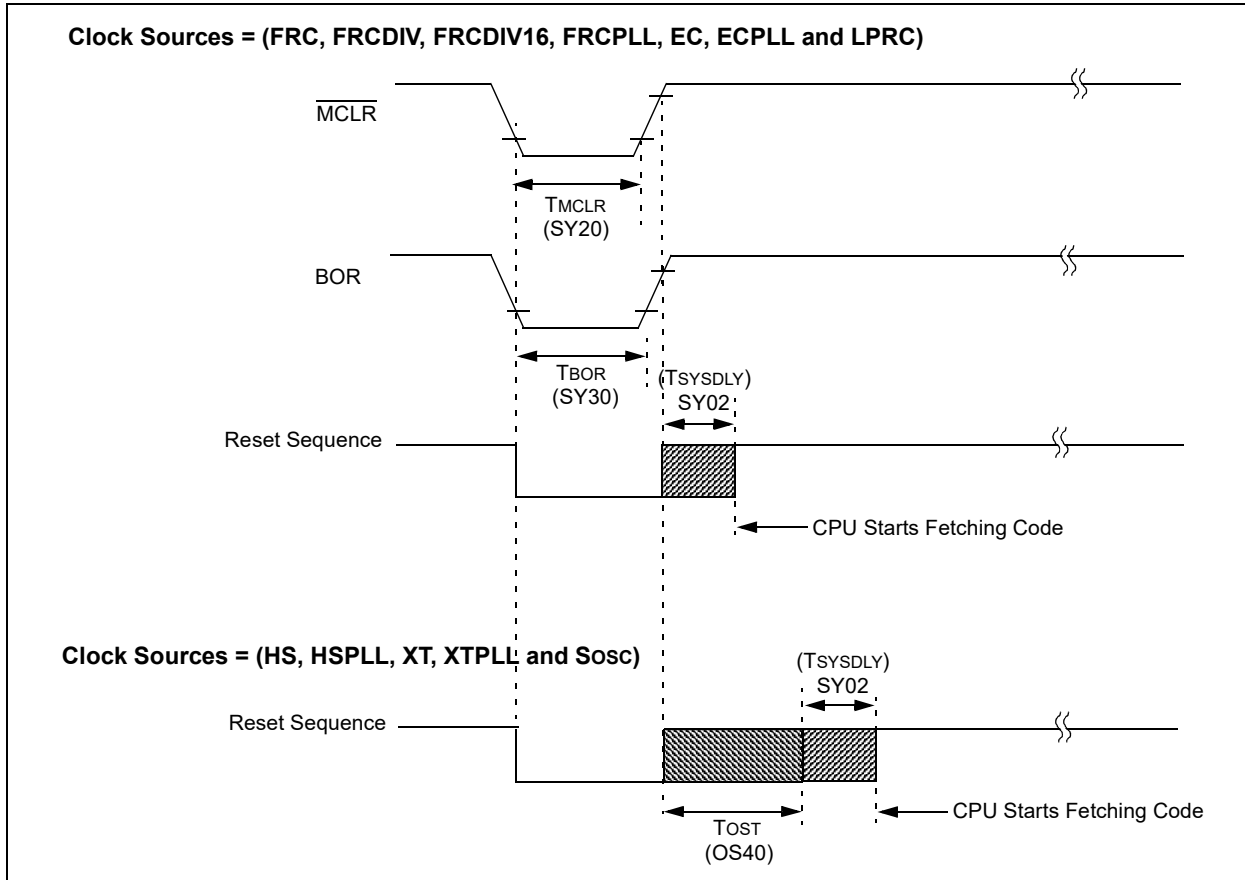 Clock Sources = (FRC, FRCDIV, FRCDIV16, FRCPLL, EC, ECPLL and LPRC)
MCLR
TMCLR
(SY20)
BOR
TBOR
(SY30)
(TSYSDLY)
SY02
Reset Sequence
CPU Starts Fetching Code
Clock Sources = (HS, HSPLL, XT, XTPLL and SOSC)
(TSYSDLY)
SY02
Reset Sequence
CPU Starts Fetching Code
TOST
(OS40)